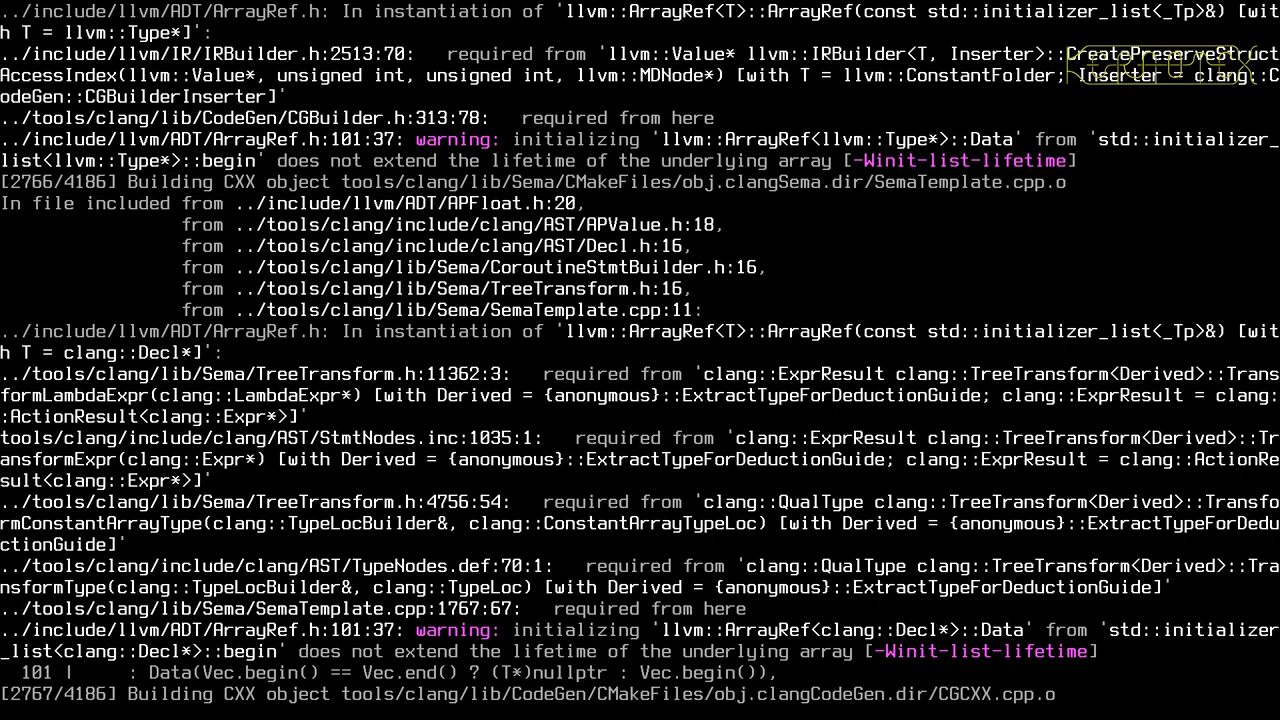 ../include/llvm/ADT/ArrayRef.h: In instantiation of 'llvm::ArrayRef<T>::ArrayRef(const std::initializer_list<_Tp>&) [wit
h T = llvm::Type*]':
../include/llvm/IR/IRBuilder.h:2513:70:   required from 'llvm::Value* llvm::IRBuilder<T, Inserter>::CreatePreserveStruct
AccessIndex(llvm::Value*, unsigned int, unsigned int, llvm::MDNode*) [with T = llvm::ConstantFolder; Inserter = clang::C
odeGen::CGBuilderInserter]'
../tools/clang/lib/CodeGen/CGBuilder.h:313:78:   required from here
../include/llvm/ADT/ArrayRef.h:101:37: warning: initializing 'llvm::ArrayRef<llvm::Type*>::Data' from 'std::initializer_
list<llvm::Type*>::begin' does not extend the lifetime of the underlying array [-Winit-list-lifetime]
[2766/4186] Building CXX object tools/clang/lib/Sema/CMakeFiles/obj.clangSema.dir/SemaTemplate.cpp.o
In file included from ../include/llvm/ADT/APFloat.h:20,
                 from ../tools/clang/include/clang/AST/APValue.h:18,
                 from ../tools/clang/include/clang/AST/Decl.h:16,
                 from ../tools/clang/lib/Sema/CoroutineStmtBuilder.h:16,
                 from ../tools/clang/lib/Sema/TreeTransform.h:16,
                 from ../tools/clang/lib/Sema/SemaTemplate.cpp:11:
../include/llvm/ADT/ArrayRef.h: In instantiation of 'llvm::ArrayRef<T>::ArrayRef(const std::initializer_list<_Tp>&) [wit
h T = clang::Decl*]':
../tools/clang/lib/Sema/TreeTransform.h:11362:3:   required from 'clang::ExprResult clang::TreeTransform<Derived>::Trans
formLambdaExpr(clang::LambdaExpr*) [with Derived = {anonymous}::ExtractTypeForDeductionGuide; clang::ExprResult = clang:
:ActionResult<clang::Expr*>]'
tools/clang/include/clang/AST/StmtNodes.inc:1035:1:   required from 'clang::ExprResult clang::TreeTransform<Derived>::Tr
ansformExpr(clang::Expr*) [with Derived = {anonymous}::ExtractTypeForDeductionGuide; clang::ExprResult = clang::ActionRe
sult<clang::Expr*>]'
../tools/clang/lib/Sema/TreeTransform.h:4756:54:   required from 'clang::QualType clang::TreeTransform<Derived>::Transfo
rmConstantArrayType(clang::TypeLocBuilder&, clang::ConstantArrayTypeLoc) [with Derived = {anonymous}::ExtractTypeForDedu
ctionGuide]'
../tools/clang/include/clang/AST/TypeNodes.def:70:1:   required from 'clang::QualType clang::TreeTransform<Derived>::Tra
nsformType(clang::TypeLocBuilder&, clang::TypeLoc) [with Derived = {anonymous}::ExtractTypeForDeductionGuide]'
../tools/clang/lib/Sema/SemaTemplate.cpp:1767:67:   required from here
../include/llvm/ADT/ArrayRef.h:101:37: warning: initializing 'llvm::ArrayRef<clang::Decl*>::Data' from 'std::initializer
_list<clang::Decl*>::begin' does not extend the lifetime of the underlying array [-Winit-list-lifetime]
  101 |     : Data(Vec.begin() == Vec.end() ? (T*)nullptr : Vec.begin()),
[2767/4186] Building CXX object tools/clang/lib/CodeGen/CMakeFiles/obj.clangCodeGen.dir/CGCXX.cpp.o